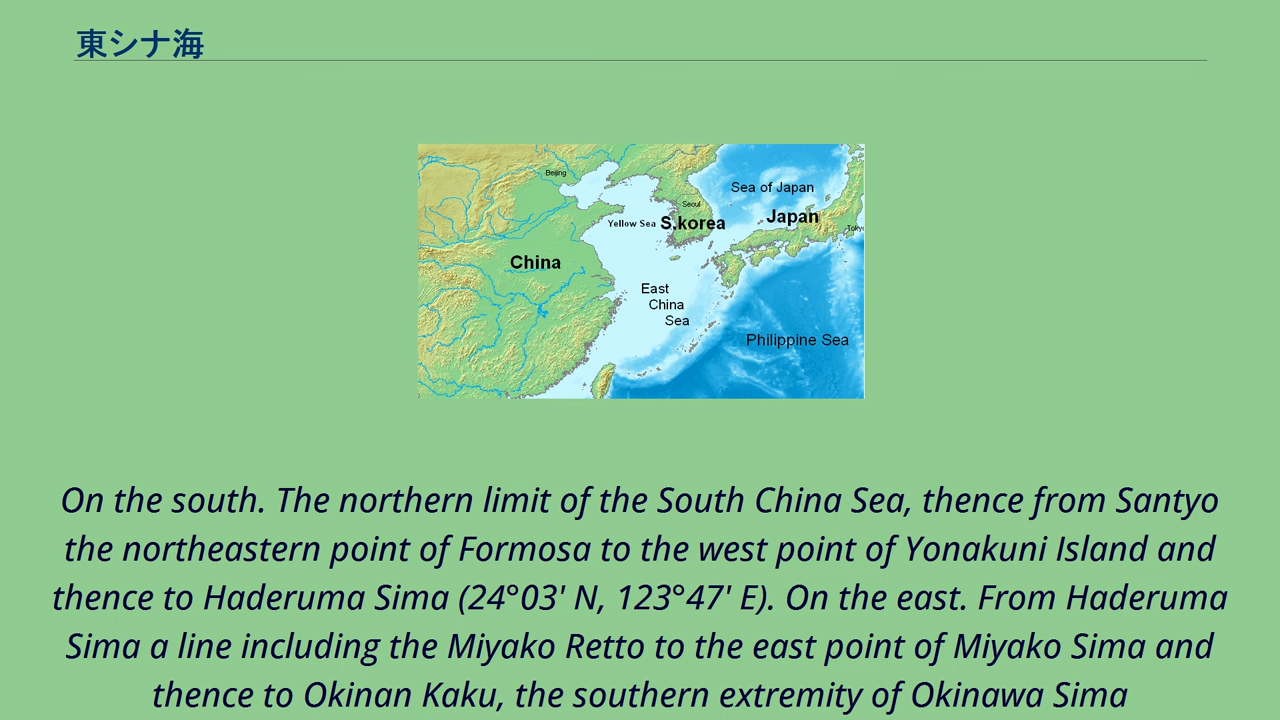 東シナ海
Beijing
Sea of Japan
Seoul
Japan
Yellow Sea
S.korea
Tokyo
China
East
China
Sea
Philippine Sea
On the south. The northern limit of the South China Sea, thence from Santyo
the northeastern point of Formosa to the west point of Yonakuni Island and
thence to Haderuma Sima (24°03' N, 123°47' E). On the east. From Haderuma
Sima a line including the Miyako Retto to the east point of Miyako Sima and
thence to Okinan Kaku, the southern extremity of Okinawa Sima